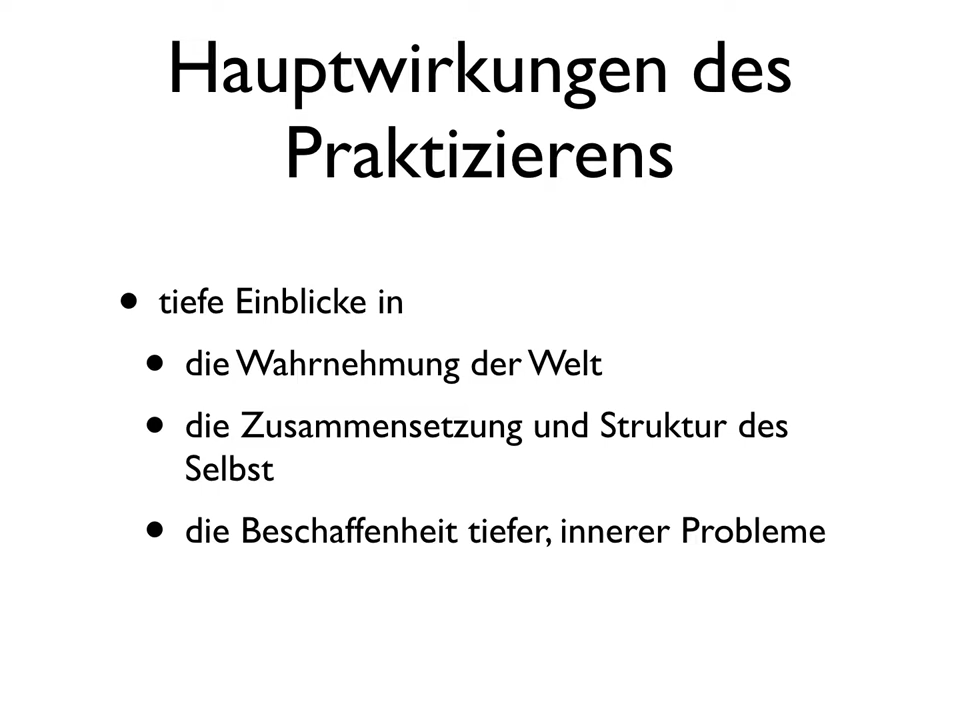 Hauptwirkungen des
Praktizierens
• tiefe Einblicke in
• die Wahrnehmung der Welt
• die Zusammensetzung und Struktur des
Selbst
• die Beschaffenheit tiefer, innerer Probleme